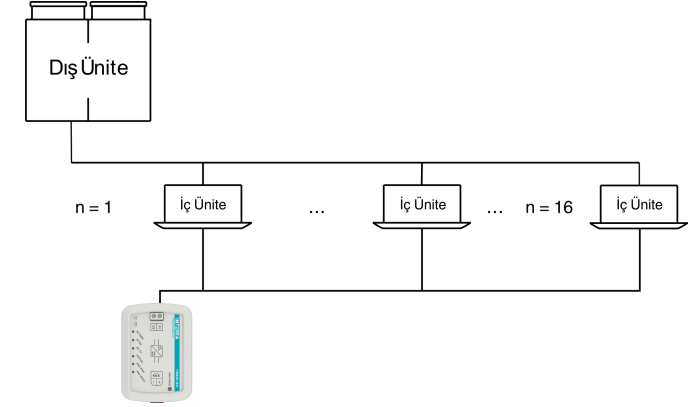 Dış Ünite
n = 1
İç Ünite
...
İç Ünite
...
n = 16
İç Ünite